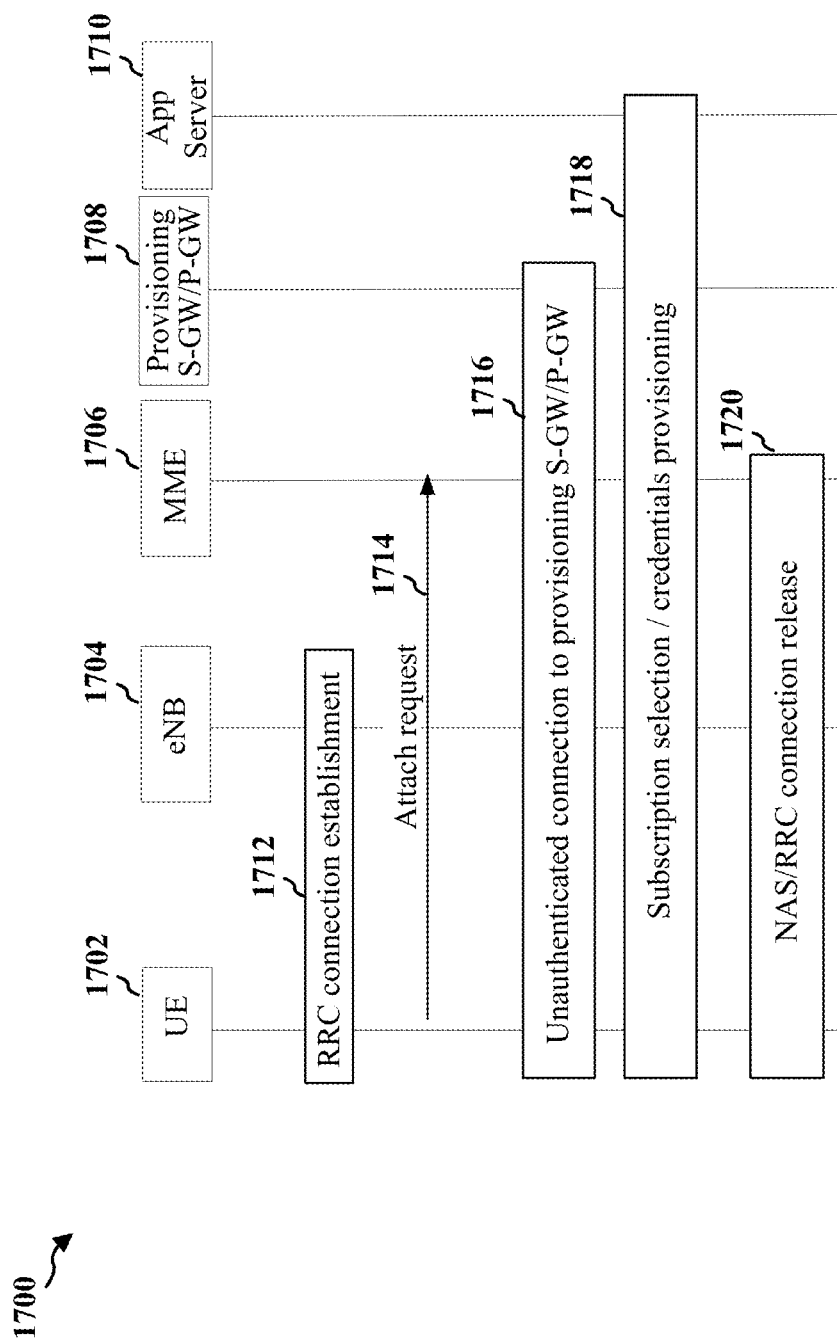 1700
1702
1704
1706
1708
1710
UE
eNB
MME
Provisioning
S-GW/P-GW
App
Server
1712
RRC connection establishment
Attach request
1714
1716
Unauthenticated connection to provisioning S-GW/P-GW
1718
Subscription selection / credentials provisioning
1720
NAS/RRC connection release